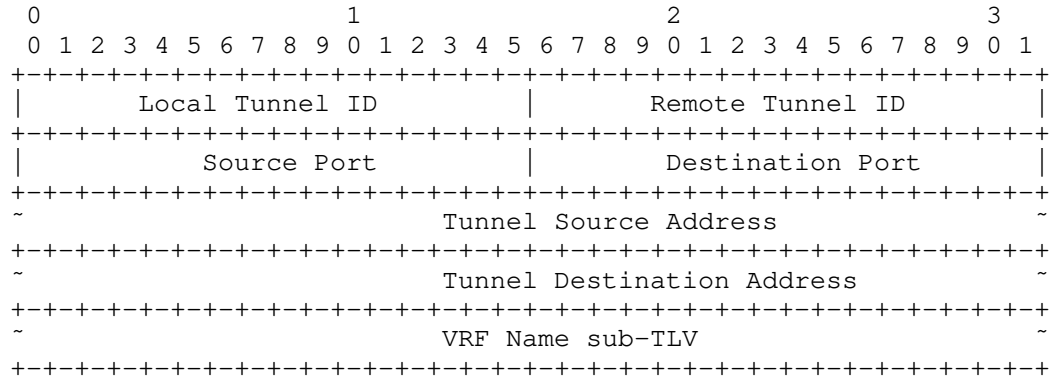 0                   1                   2                   3
 0 1 2 3 4 5 6 7 8 9 0 1 2 3 4 5 6 7 8 9 0 1 2 3 4 5 6 7 8 9 0 1
+-+-+-+-+-+-+-+-+-+-+-+-+-+-+-+-+-+-+-+-+-+-+-+-+-+-+-+-+-+-+-+-+
|       Local Tunnel ID         |       Remote Tunnel ID        |
+-+-+-+-+-+-+-+-+-+-+-+-+-+-+-+-+-+-+-+-+-+-+-+-+-+-+-+-+-+-+-+-+
|           Source Port         |        Destination Port       |
+-+-+-+-+-+-+-+-+-+-+-+-+-+-+-+-+-+-+-+-+-+-+-+-+-+-+-+-+-+-+-+-+
~                          Tunnel Source Address                ~
+-+-+-+-+-+-+-+-+-+-+-+-+-+-+-+-+-+-+-+-+-+-+-+-+-+-+-+-+-+-+-+-+
~                          Tunnel Destination Address           ~
+-+-+-+-+-+-+-+-+-+-+-+-+-+-+-+-+-+-+-+-+-+-+-+-+-+-+-+-+-+-+-+-+
~                          VRF Name sub-TLV                     ~
+-+-+-+-+-+-+-+-+-+-+-+-+-+-+-+-+-+-+-+-+-+-+-+-+-+-+-+-+-+-+-+-+